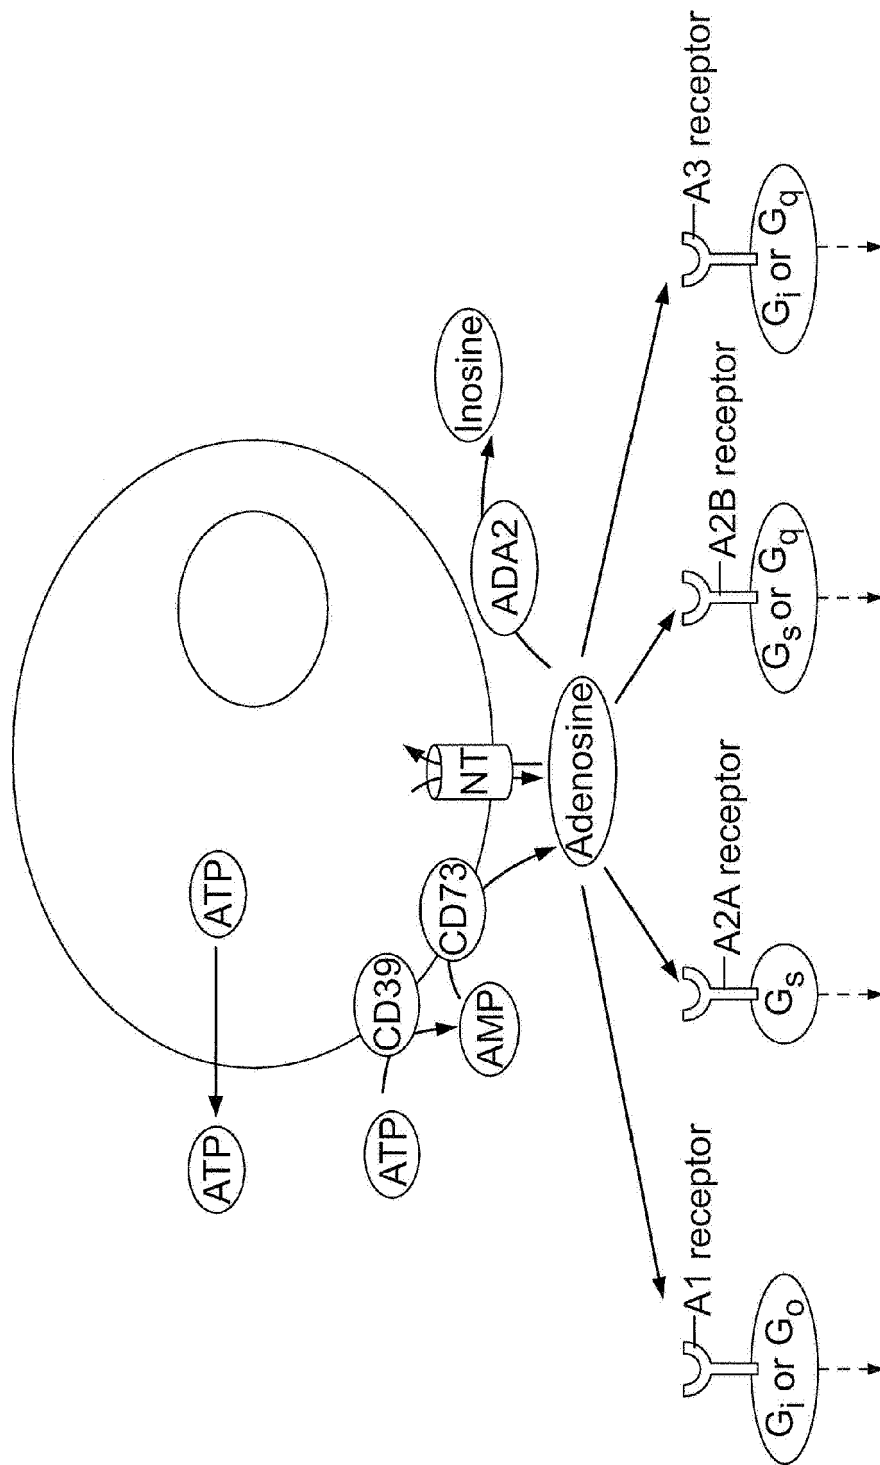 ATP
ATP
ATP
CD39
AMP
CD73
NT
Adenosine
ADA2
Inosine
A1 receptor
Gi or Go
A2A receptor
Gs
A2B receptor
Gs or Gq
A3 receptor
Gi or Gq